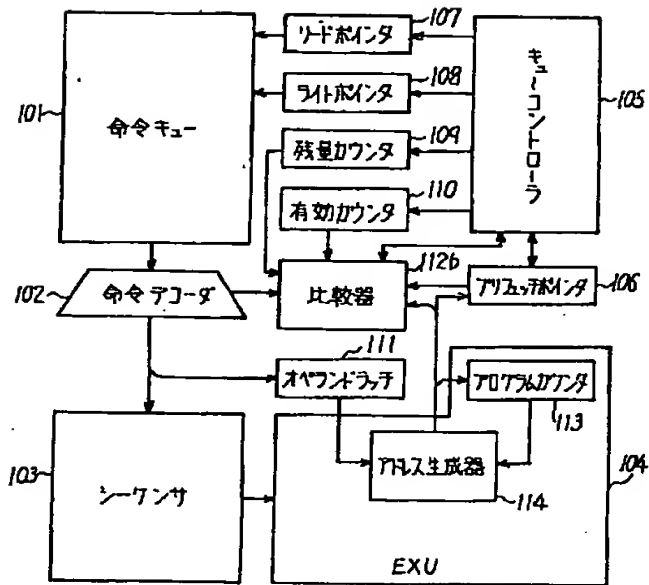 107
リードポインタ
108
ライトポインタ
105
キューコントローラ
101
命令キュー
109
残量カウンタ
110
有効カウンタ
112b
102
命令デコーダ
比較器
プリフェッチポインタ
106
111
オペランドラッチ
プログラムカウンタ
113
103
シーケンサ
アドレス生成器
114
104
EXU